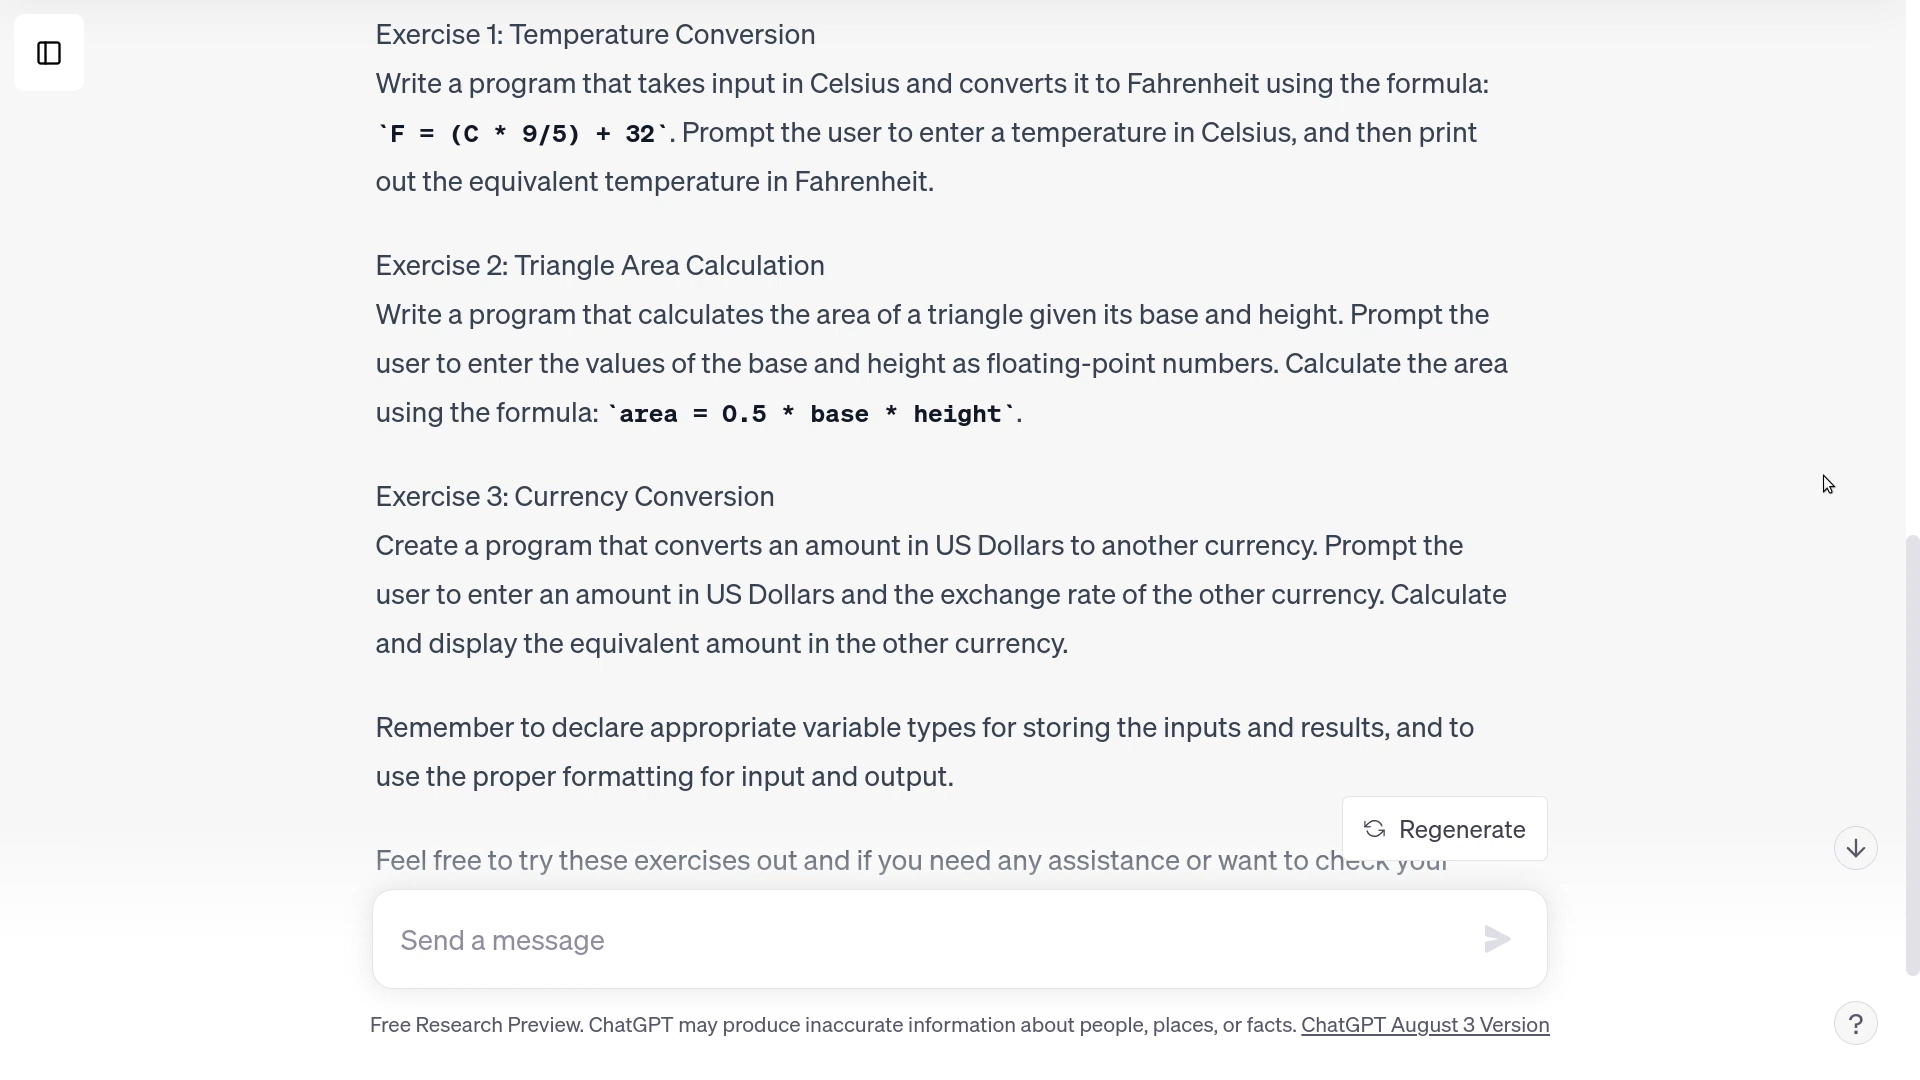 Exercise 1: Temperature Conversion
Write a program that takes input in Celsius and converts it to Fahrenheit using the formula:
`F = (C * 9/5) + 32`. Prompt the user to enter a temperature in Celsius, and then print
out the equivalent temperature in Fahrenheit.
Exercise 2: Triangle Area Calculation
Write a program that calculates the area of a triangle given its base and height. Prompt the
user to enter the values of the base and height as floating-point numbers. Calculate the area
using the formula: `area = 0.5 * base * height`.
Exercise 3: Currency Conversion
Create a program that converts an amount in US Dollars to another currency. Prompt the
user to enter an amount in US Dollars and the exchange rate of the other currency. Calculate
and display the equivalent amount in the other currency.
Remember to declare appropriate variable types for storing the inputs and results, and to
use the proper formatting for input and output.
Regenerate
Feel free to try these exercises out and if you need any assistance or want to check your
Send a message
Free Research Preview. ChatGPT may produce inaccurate information about people, places, or facts. ChatGPT August 3 Version
?